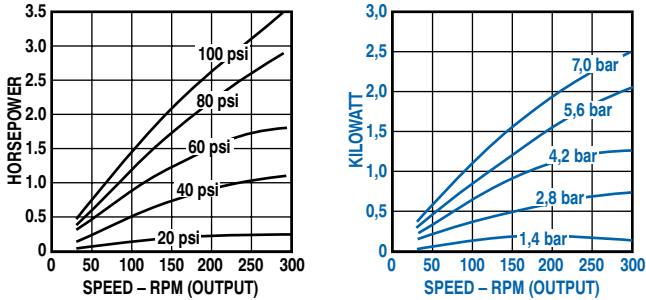 HORSEPOWER
3.5
3.0
2.5
2.0
1.5
1.0
0.5
0
100 psi
80 psi
60 psi
40 psi
20 psi
0 50 100 150 200 250 300
SPEED – RPM (OUTPUT)
KILOWATT
3,0
2,5
2,0
1,5
1,0
0,5
0
7,0 bar
5,6 bar
4,2 bar
2,8 bar
1,4 bar
0 50 100 150 200 250 300
SPEED – RPM (OUTPUT)